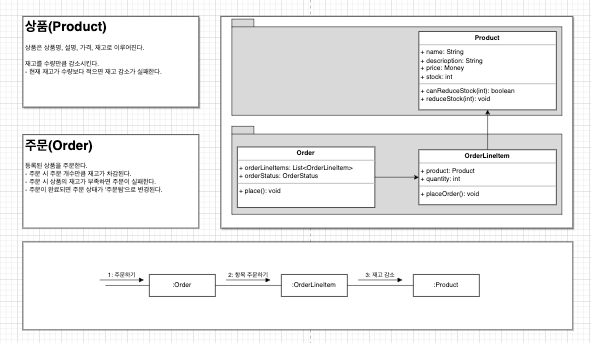 상품(Product)
상품은 상품명, 설명, 가격, 재고로 이루어진다.
재고를 수량만큼 감소시킨다.
- 현재 재고가 수량보다 적으면 재고 감소가 실패한다.
주문(Order)
등록된 상품을 주문한다.
- 주문 시 주문 개수만큼 재고가 차감된다.
- 주문 시 상품의 재고가 부족하면 주문이 실패한다.
- 주문이 완료되면 주문 상태가 '주문됨'으로 변경된다.
Product
+ name: String
+ descrioption: String
+ price: Money
+ stock: int
+ canReduceStock(int): boolean
+ reduceStock(int): void
Order
+ orderLineItems: List<OrderLineItem>
+ orderStatus: OrderStatus
+ place(): void
OrderLineItem
+ product: Product
+ quantity: int
+ placeOrder(): void
1: 주문하기
:Order
2: 항목 주문하기
:OrderLineItem
3: 재고 감소
:Product